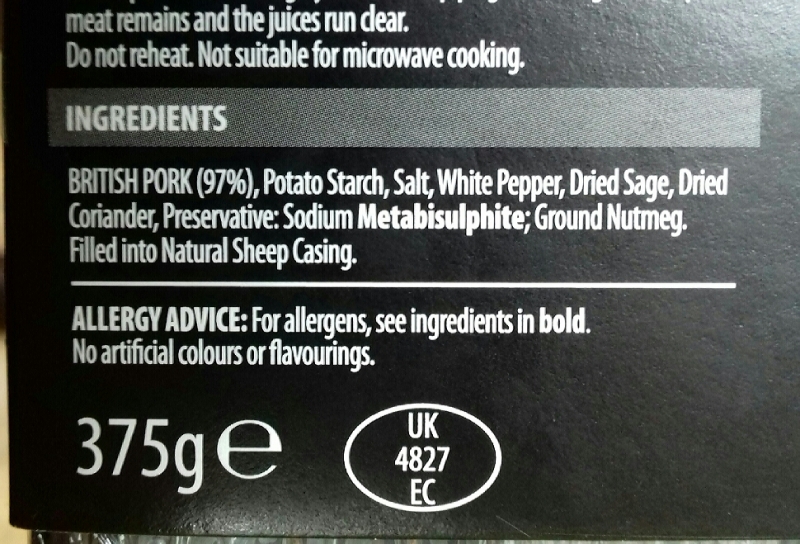 meat remains and the juices run clear.
Do not reheat. Not suitable for microwave cooking.
INGREDIENTS
BRITISH PORK (97%), Potato Starch, Salt, White Pepper, Dried Sage, Dried
Coriander, Preservative: Sodium Metabisulphite; Ground Nutmeg.
Filled into Natural Sheep Casing.
ALLERGY ADVICE: For allergens, see ingredients in bold.
No artificial colours or flavourings.
375g ℮
UK
4827
EC